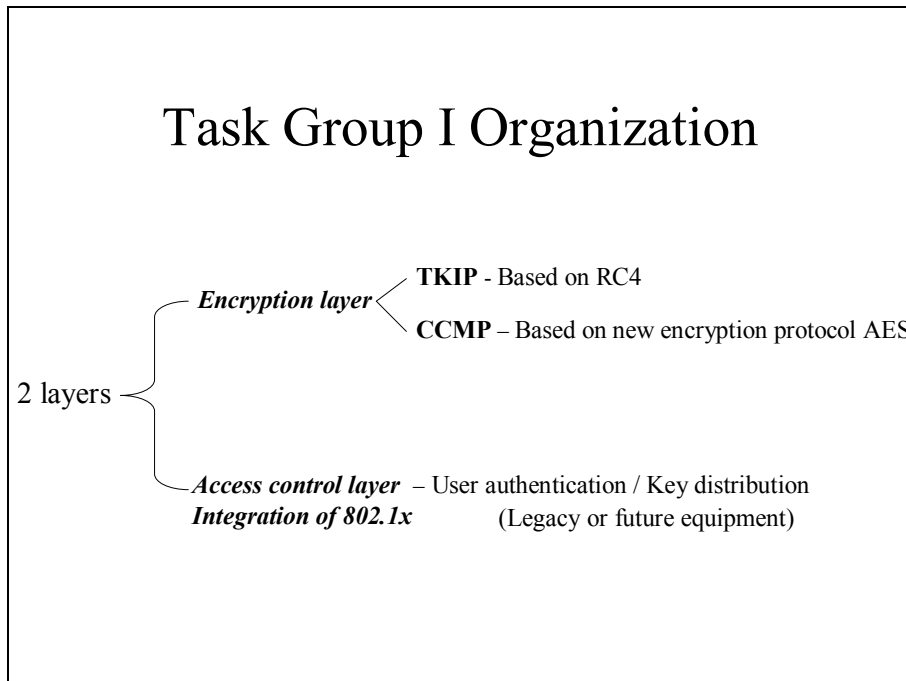 Task Group I Organization
TKIP - Based on RC4
Encryption layer
CCMP – Based on new encryption protocol AES
2 layers
Access control layer – User authentication / Key distribution
Integration of 802.1x (Legacy or future equipment)